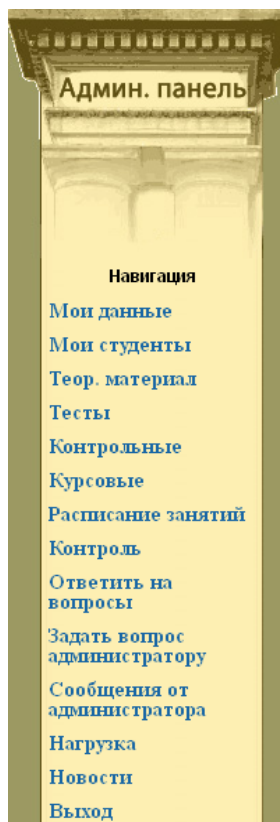 Админ. панель
Навигация
Мои данные
Мои студенты
Теор. материал
Тесты
Контрольные
Курсовые
Расписание занятий
Контроль
Ответить на
вопросы
Задать вопрос
администратору
Сообщения от
администратора
Нагрузка
Новости
Выход